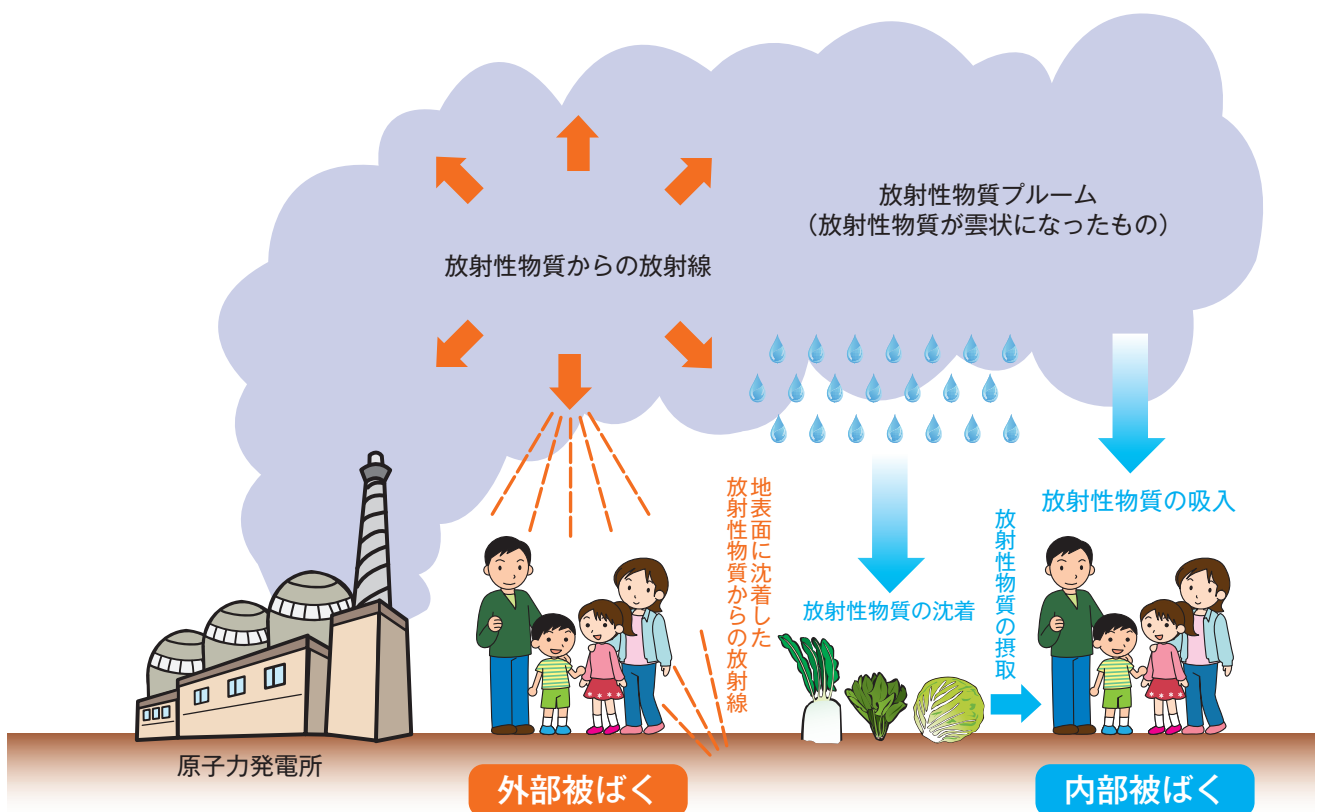 放射性物質プルーム
（放射性物質が雲状になったもの）
放射性物質からの放射線
地表面に沈着した
放射性物質からの放射線
放射性物質の沈着
放射性物質の摂取
放射性物質の吸入
原子力発電所
外部被ばく
内部被ばく